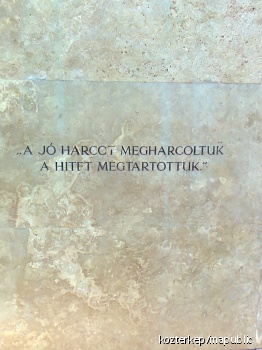 „A JÓ HARCOT MEGHARCOLTUK
A HITET MEGTARTOTTUK.”
kozterkep/mapublic